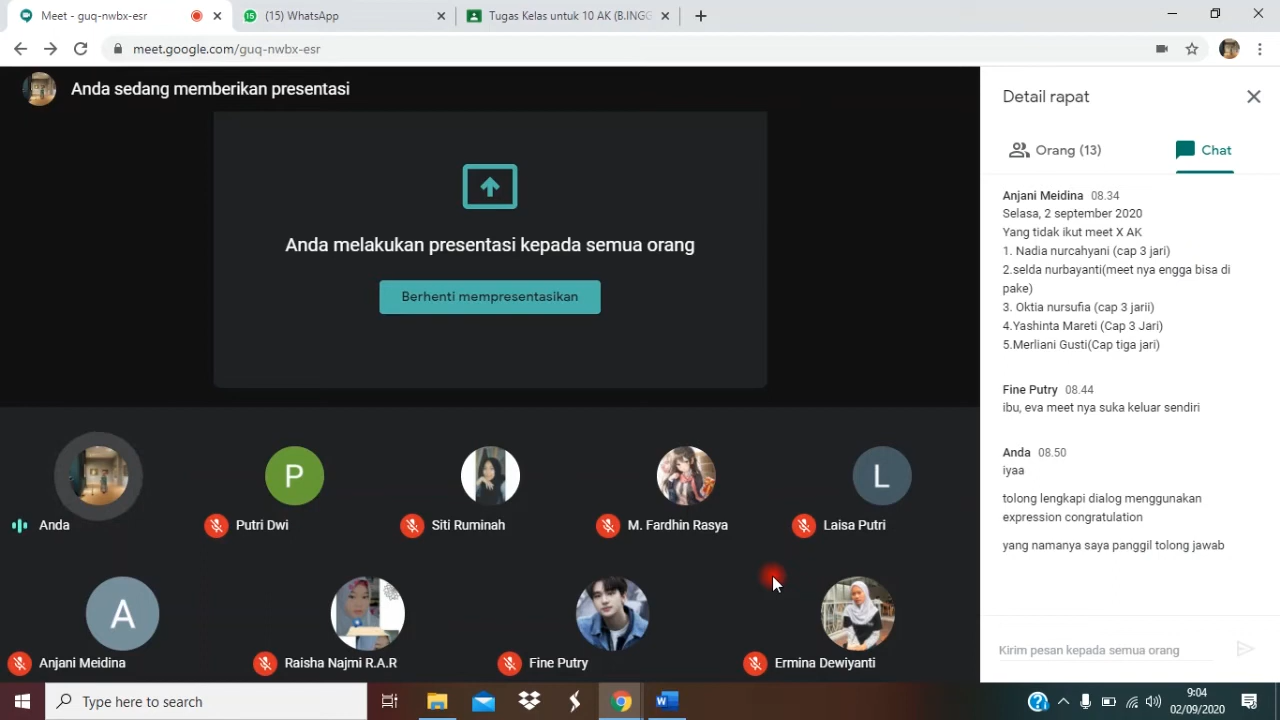 Meet - guq-nwbx-esr
(15) WhatsApp
Tugas Kelas untuk 10 AK (B.INGG
meet.google.com/guq-nwbx-esr
Anda sedang memberikan presentasi
Anda melakukan presentasi kepada semua orang
Berhenti mempresentasikan
Anda
P
Putri Dwi
Siti Ruminah
M. Fardhin Rasya
L
Laisa Putri
A
Anjani Meidina
Raisha Najmi R.A.R
Fine Putry
Ermina Dewiyanti
Detail rapat
Orang (13)
Chat
Anjani Meidina 08.34
Selasa, 2 september 2020
Yang tidak ikut meet X AK
1. Nadia nurcahyani (cap 3 jari)
2.selda nurbayanti(meet nya engga bisa di
pake)
3. Oktia nursufia (cap 3 jarii)
4.Yashinta Mareti (Cap 3 Jari)
5.Merliani Gusti(Cap tiga jari)
Fine Putry 08.44
ibu, eva meet nya suka keluar sendiri
Anda 08.50
iyaa
tolong lengkapi dialog menggunakan
expression congratulation
yang namanya saya panggil tolong jawab
Kirim pesan kepada semua orang
Type here to search
9:04
02/09/2020